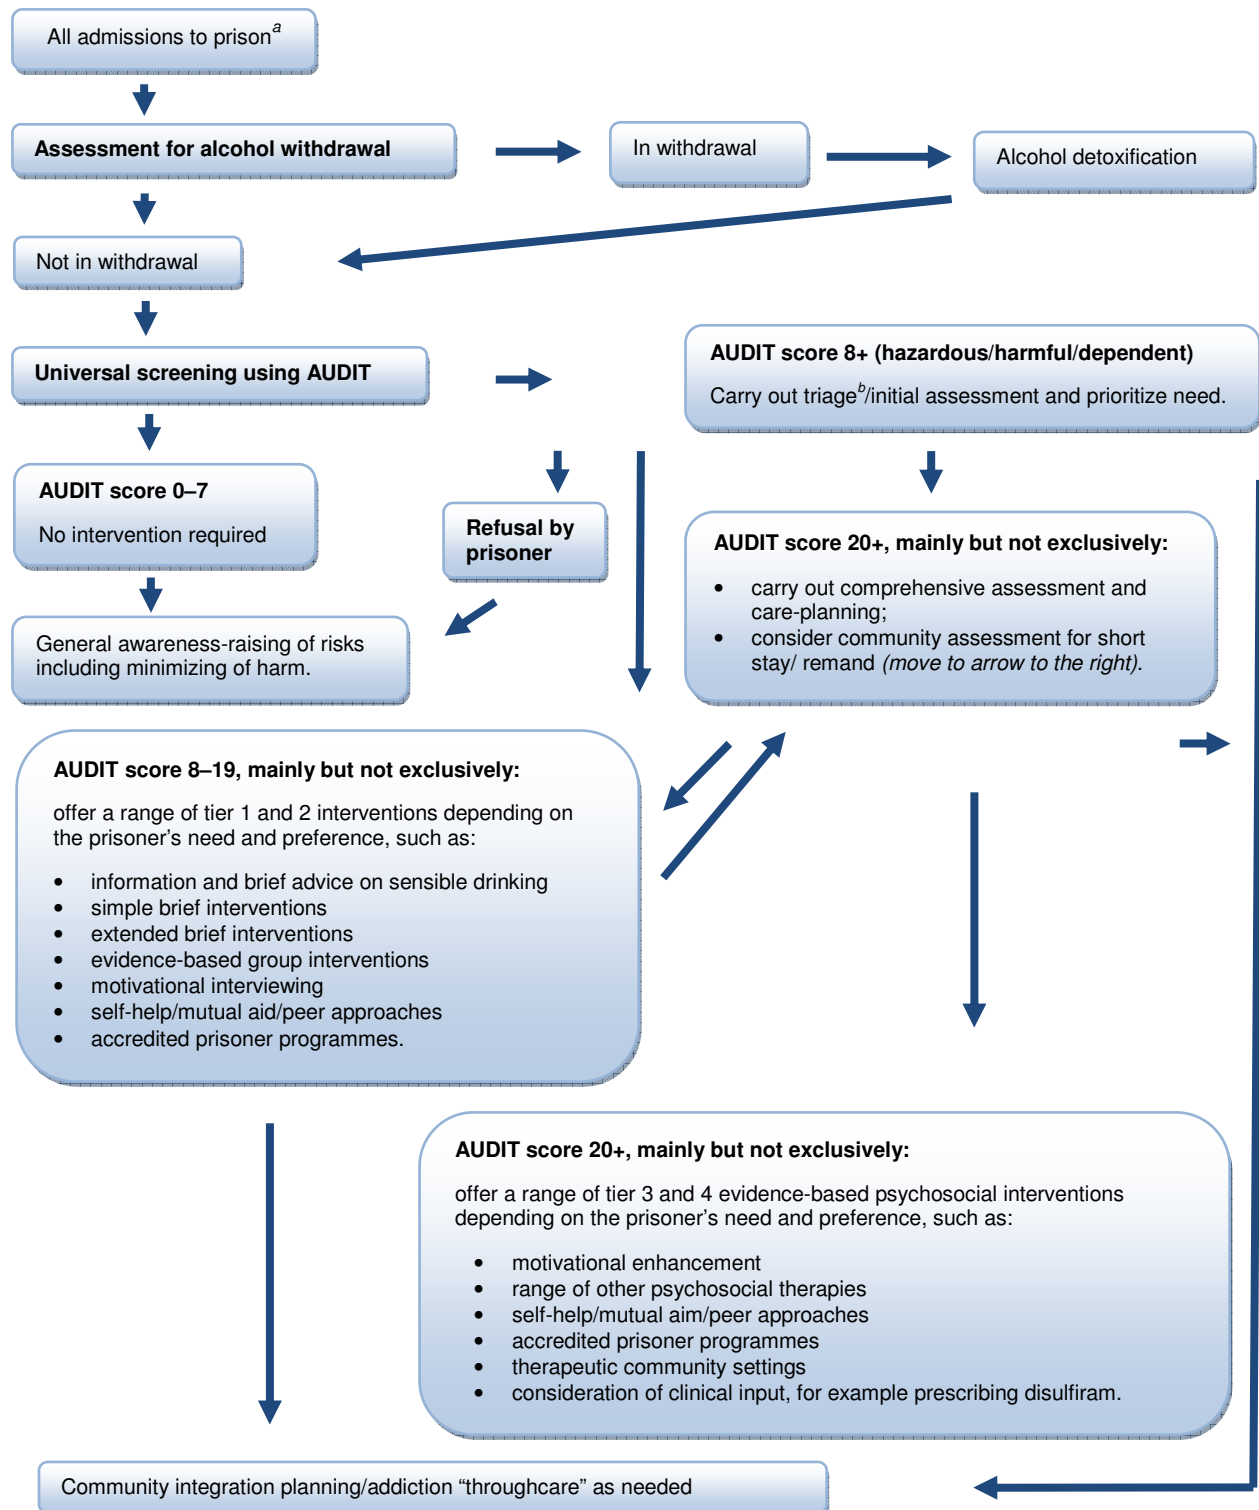 All admissions to prisonᵃ
Assessment for alcohol withdrawal
In withdrawal
Alcohol detoxification
Not in withdrawal
Universal screening using AUDIT
AUDIT score 8+ (hazardous/harmful/dependent)
Carry out triageᵇ/initial assessment and prioritize need.
AUDIT score 0–7
No intervention required
Refusal by
prisoner
AUDIT score 20+, mainly but not exclusively:
• carry out comprehensive assessment and
care-planning;
• consider community assessment for short
stay/ remand (move to arrow to the right).
General awareness-raising of risks
including minimizing of harm.
AUDIT score 8–19, mainly but not exclusively:
offer a range of tier 1 and 2 interventions depending on
the prisoner’s need and preference, such as:
• information and brief advice on sensible drinking
• simple brief interventions
• extended brief interventions
• evidence-based group interventions
• motivational interviewing
• self-help/mutual aid/peer approaches
• accredited prisoner programmes.
AUDIT score 20+, mainly but not exclusively:
offer a range of tier 3 and 4 evidence-based psychosocial interventions
depending on the prisoner’s need and preference, such as:
• motivational enhancement
• range of other psychosocial therapies
• self-help/mutual aim/peer approaches
• accredited prisoner programmes
• therapeutic community settings
• consideration of clinical input, for example prescribing disulfiram.
Community integration planning/addiction “throughcare” as needed